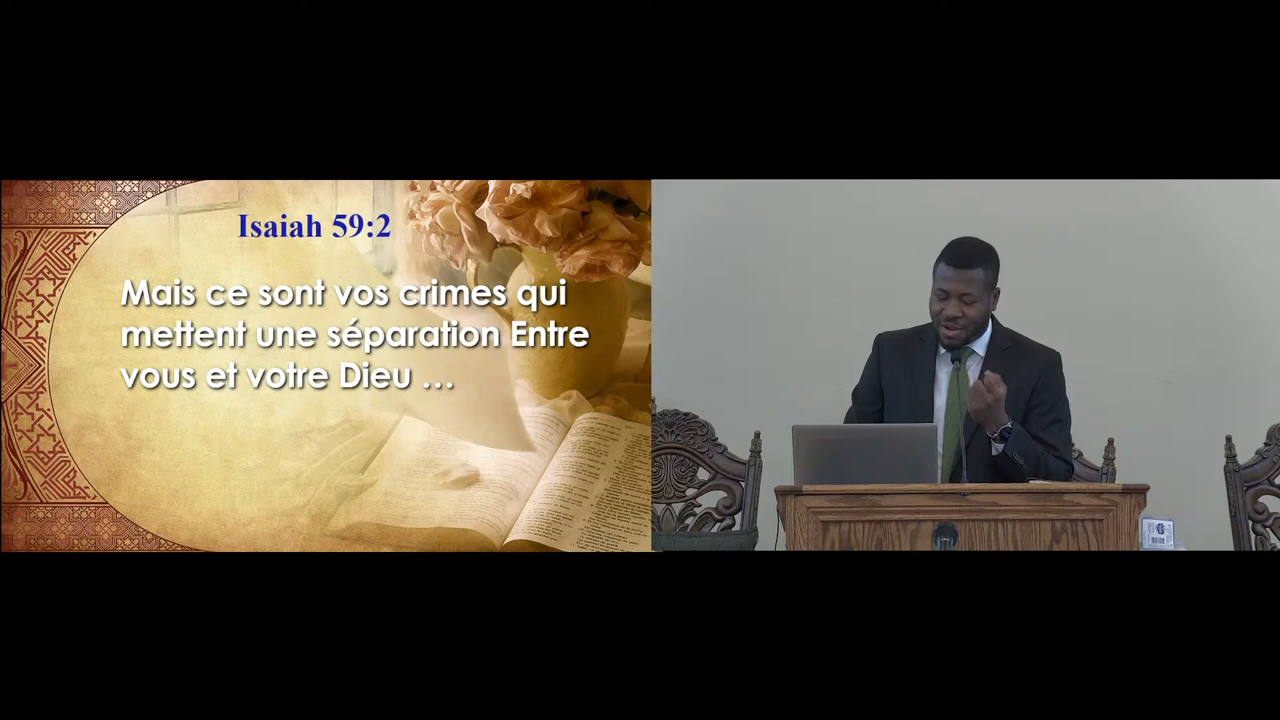 Isaiah 59:2
Mais ce sont vos crimes qui
mettent une séparation Entre
vous et votre Dieu ...